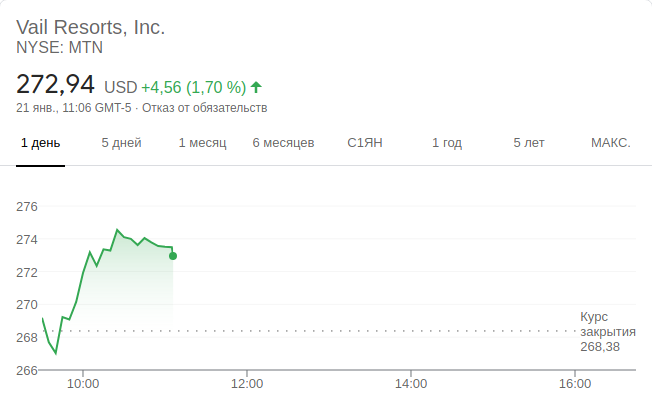 Vail Resorts, Inc.
NYSE: MTN
272,94 USD +4,56 (1,70 %)
21 янв., 11:06 GMT-5 · Отказ от обязательств
1 день 5 дней 1 месяц 6 месяцев С1ЯН 1 год 5 лет МАКС.
276
274
272
270
268
266
Курс
закрытия
268,38
10:00 12:00 14:00 16:00